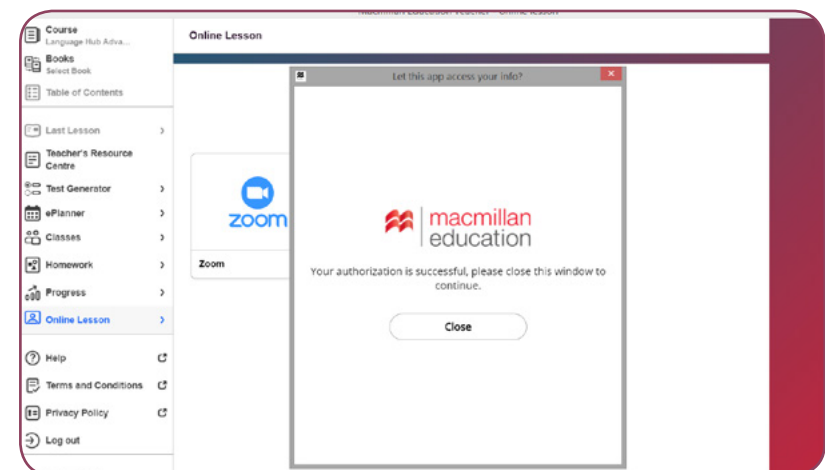 Macmillan Education Teacher - Online lesson
Course
Language Hub Adva...
Books
Select Book
Table of Contents
Last Lesson
Teacher's Resource
Centre
Test Generator
ePlanner
Classes
Homework
Progress
Online Lesson
Help
Terms and Conditions
Privacy Policy
Log out
Online Lesson
zoom
Zoom
Let this app access your info?
macmillan
education
Your authorization is successful, please close this window to
continue.
Close